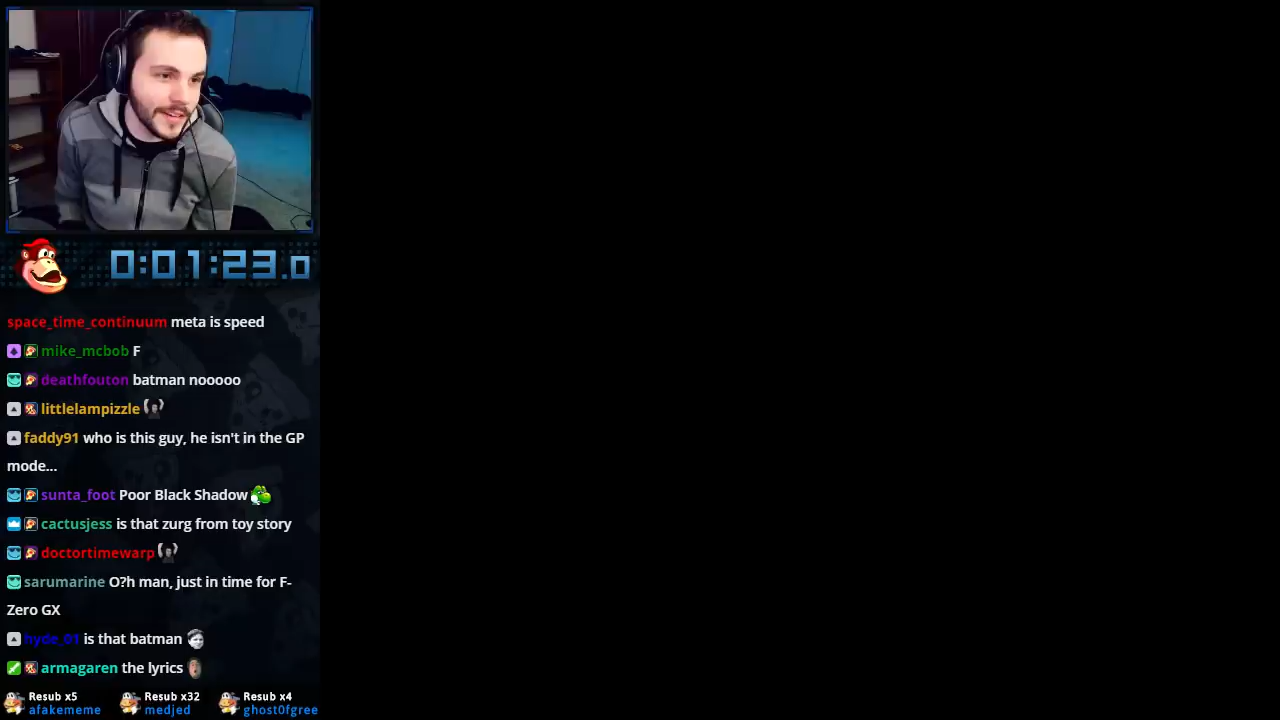 0:01:23.0
space_time_continuum meta is speed
mike_mcbob F
deathfouton batman nooooo
littlelampizzle
faddy91 who is this guy, he isn't in the GP
mode...
sunta_foot Poor Black Shadow
cactusjess is that zurg from toy story
doctortimewarp
sarumarine O?h man, just in time for F-
Zero GX
hyde_01 is that batman
armagaren the lyrics
Resub x5 Resub x32 Resub x4
afakememe medjed ghost0fgree